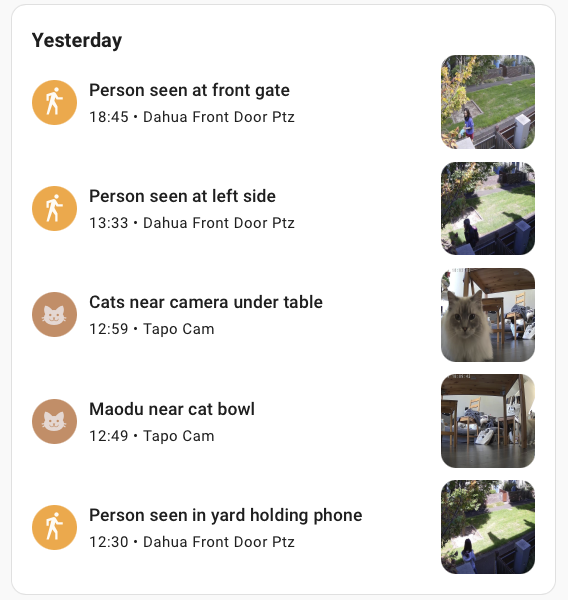 Yesterday
Person seen at front gate
18:45 • Dahua Front Door Ptz
Person seen at left side
13:33 • Dahua Front Door Ptz
Cats near camera under table
12:59 • Tapo Cam
Maodu near cat bowl
12:49 • Tapo Cam
Person seen in yard holding phone
12:30 • Dahua Front Door Ptz